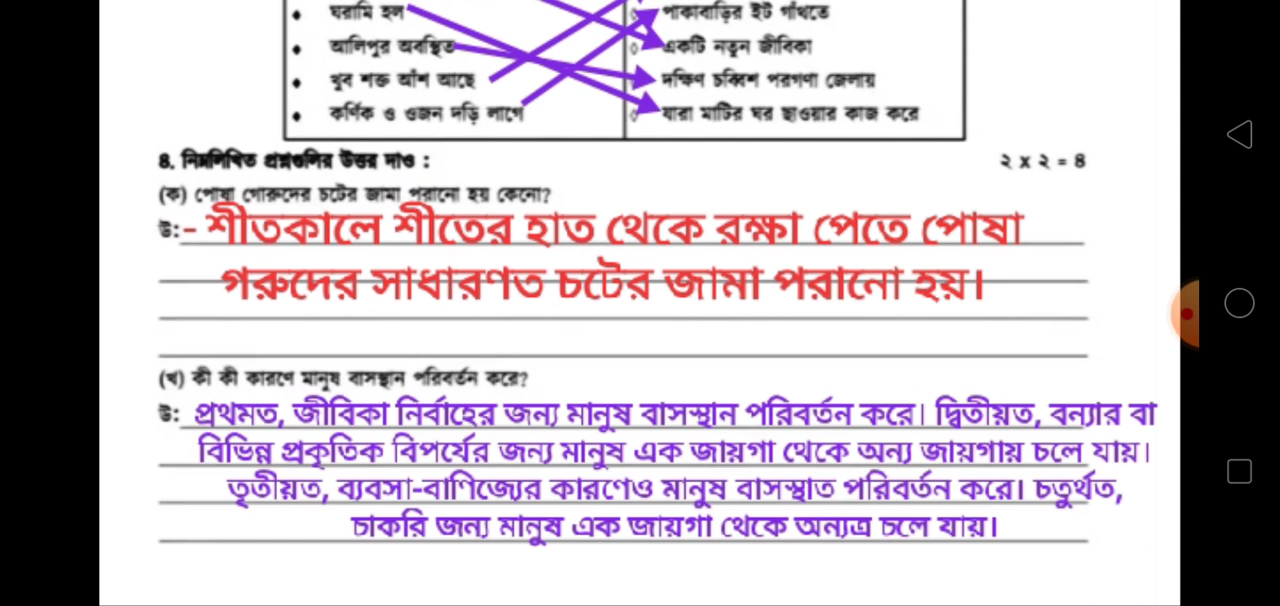 ঘরামি হল
পাকাবাড়ির ইট গাঁথতে
আলিপুর অবস্থিত
একটি নতুন জীবিকা
খুব শক্ত আঁশ আছে
দক্ষিণ চব্বিশ পরগণা জেলায়
কর্ণিক ও ওজন দড়ি লাগে
যারা মাটির ঘর ছাওয়ার কাজ করে
৪. নিম্নলিখিত প্রশ্নগুলির উত্তর দাও : ২ x ২ = ৪
(ক) পোষা গোরুদের চটের জামা পরানো হয় কেনো?
উ:- শীতকালে শীতের হাত থেকে রক্ষা পেতে পোষা
গরুদের সাধারণত চটের জামা পরানো হয়।
(খ) কী কী কারণে মানুষ বাসস্থান পরিবর্তন করে?
উ: প্রথমত, জীবিকা নির্বাহের জন্য মানুষ বাসস্থান পরিবর্তন করে। দ্বিতীয়ত, বন্যার বা
বিভিন্ন প্রকৃতিক বিপর্যের জন্য মানুষ এক জায়গা থেকে অন্য জায়গায় চলে যায়।
তৃতীয়ত, ব্যবসা-বাণিজ্যের কারণেও মানুষ বাসস্থাত পরিবর্তন করে। চতুর্থত,
চাকরি জন্য মানুষ এক জায়গা থেকে অন্যত্র চলে যায়।